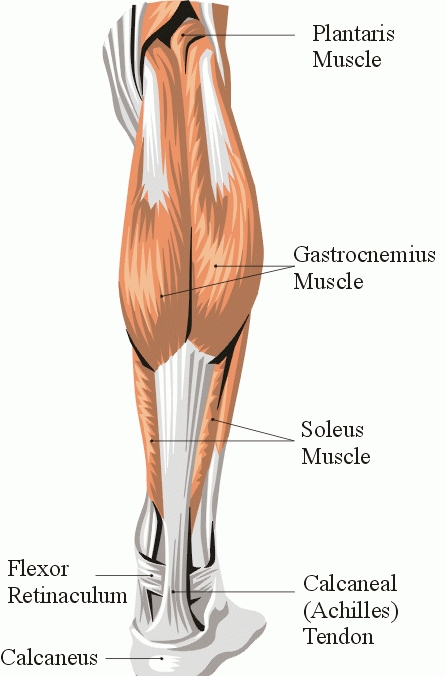 Plantaris
Muscle
Gastrocnemius
Muscle
Soleus
Muscle
Flexor
Retinaculum
Calcaneal
(Achilles)
Tendon
Calcaneus